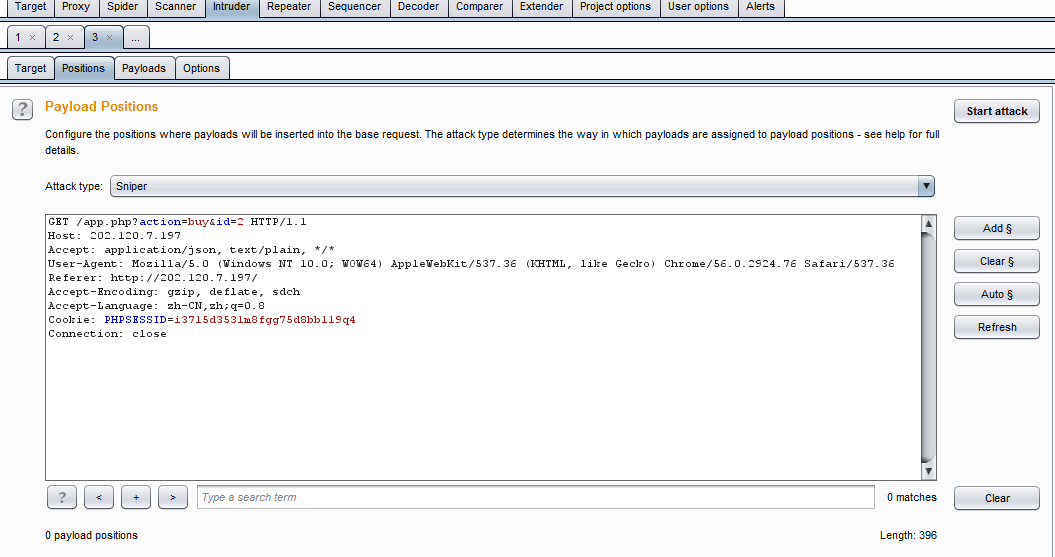 Target Proxy Spider Scanner Intruder Repeater Sequencer Decoder Comparer Extender Project options User options Alerts
1 × 2 × 3 × ...
Target Positions Payloads Options
? Payload Positions Start attack
Configure the positions where payloads will be inserted into the base request. The attack type determines the way in which payloads are assigned to payload positions - see help for full
details.
Attack type: Sniper
GET /app.php?action=buy&id=2 HTTP/1.1
Host: 202.120.7.197
Accept: application/json, text/plain, */*
User-Agent: Mozilla/5.0 (Windows NT 10.0; WOW64) AppleWebKit/537.36 (KHTML, like Gecko) Chrome/56.0.2924.76 Safari/537.36
Referer: http://202.120.7.197/
Accept-Encoding: gzip, deflate, sdch
Accept-Language: zh-CN,zh;q=0.8
Cookie: PHPSESSID=i3715d3531m8fgg75d8bb119q4
Connection: close
Add §
Clear §
Auto §
Refresh
? < + > Type a search term 0 matches Clear
0 payload positions Length: 396